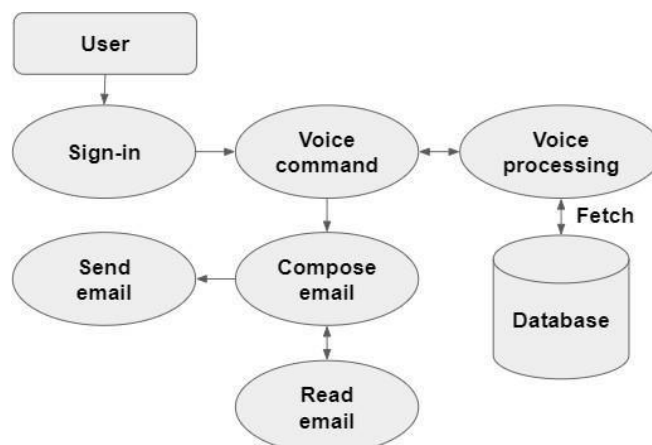 User
Sign-in
Voice
command
Voice
processing
Fetch
Send
email
Compose
email
Database
Read
email